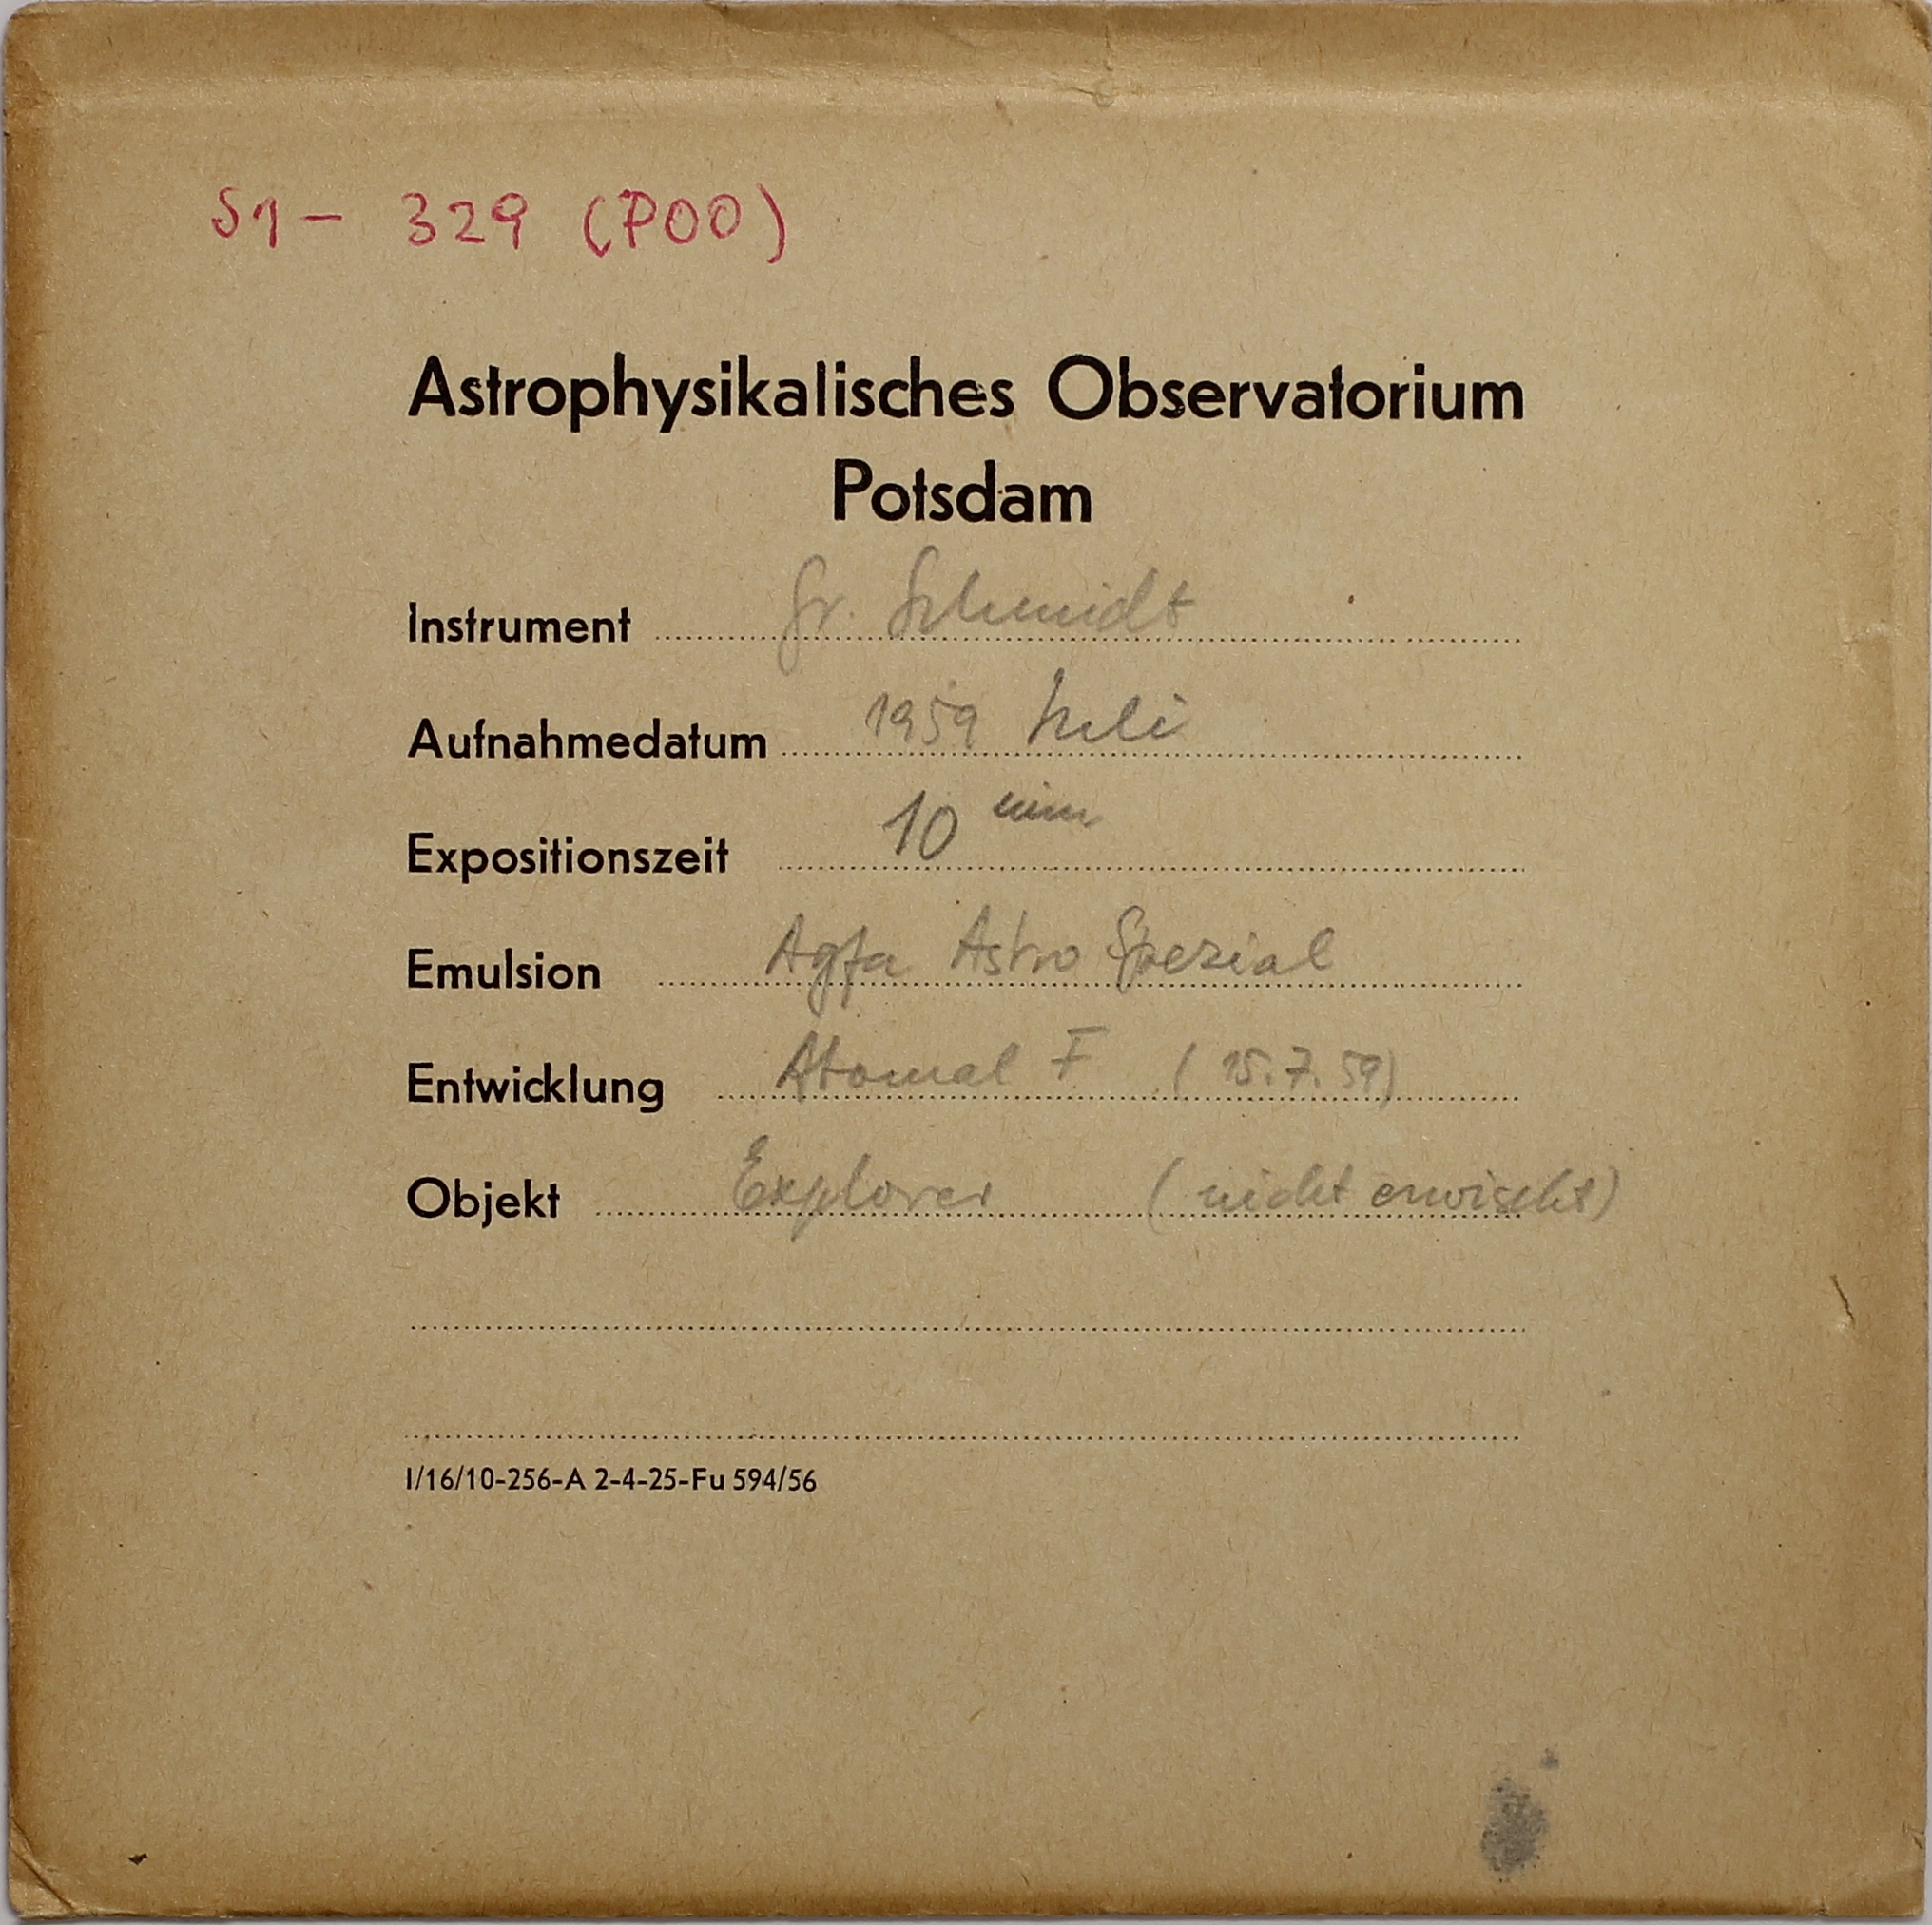 S1 - 329 (P00)
Astrophysikalisches Observatorium
Potsdam
Instrument Gr. Schmidt
Aufnahmedatum 1959 Juli
Expositionszeit 10 min
Emulsion Agfa Astro Spezial
Entwicklung Atomal F (15.7.59)
Objekt Explorer (nicht erwischt)
I/16/10-256-A 2-4-25-Fu 594/56